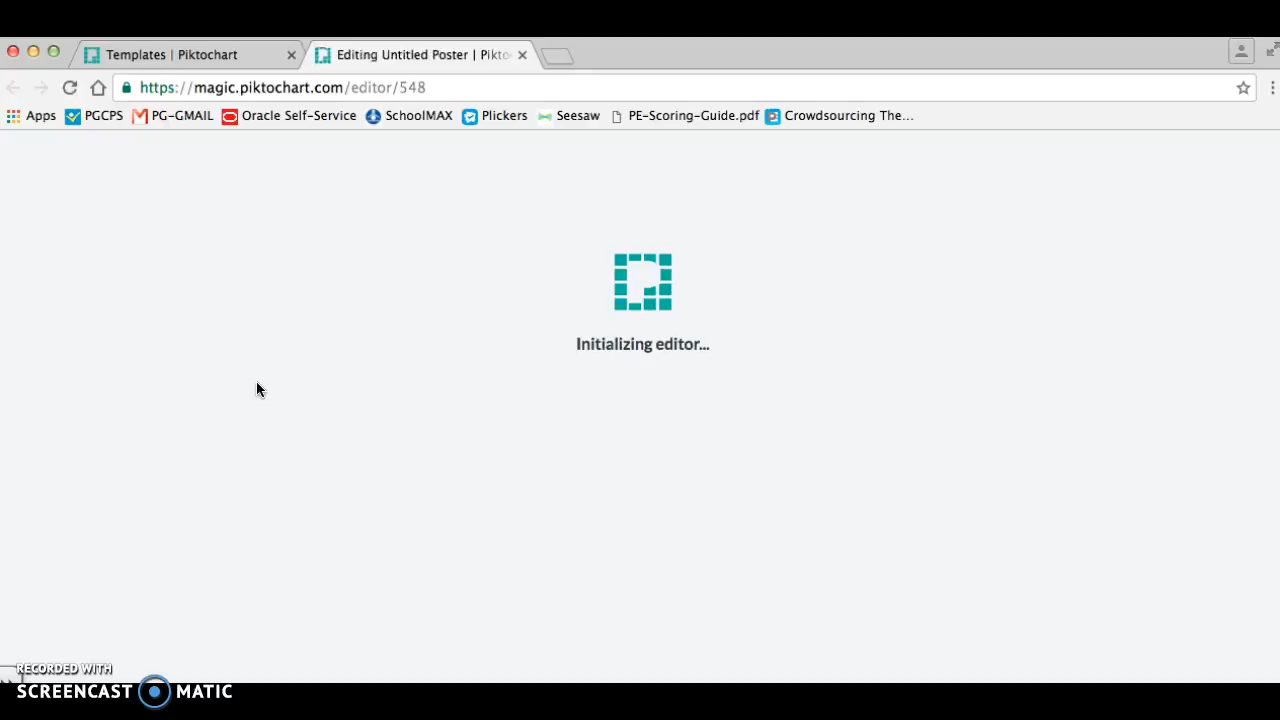 Templates | Piktochart
Editing Untitled Poster | Pikto
https://magic.piktochart.com/editor/548
Apps PGCPS PG-GMAIL Oracle Self-Service SchoolMAX Plickers Seesaw PE-Scoring-Guide.pdf Crowdsourcing The...
Initializing editor...
RECORDED WITH
SCREENCAST MATIC